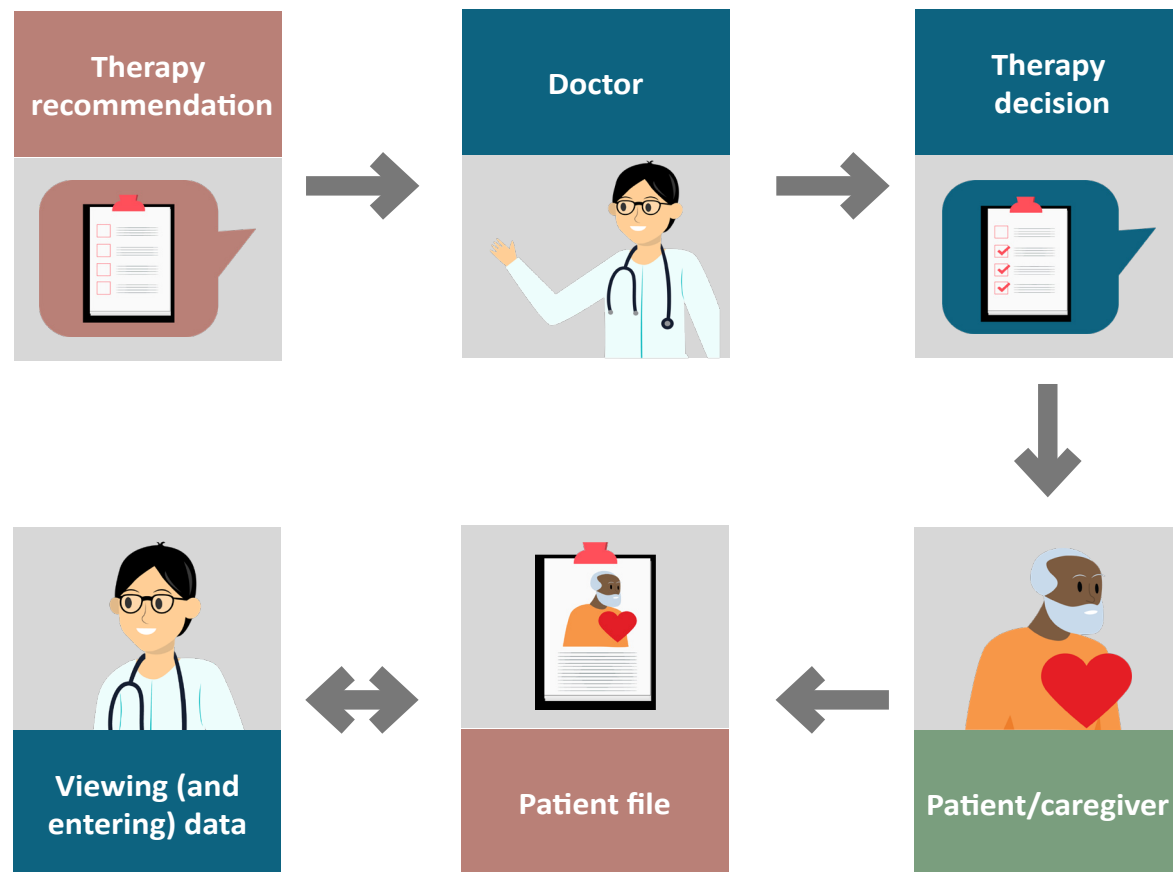 Therapy
recommendation
Doctor
Therapy
decision
Viewing (and
entering) data
Patient file
Patient/caregiver